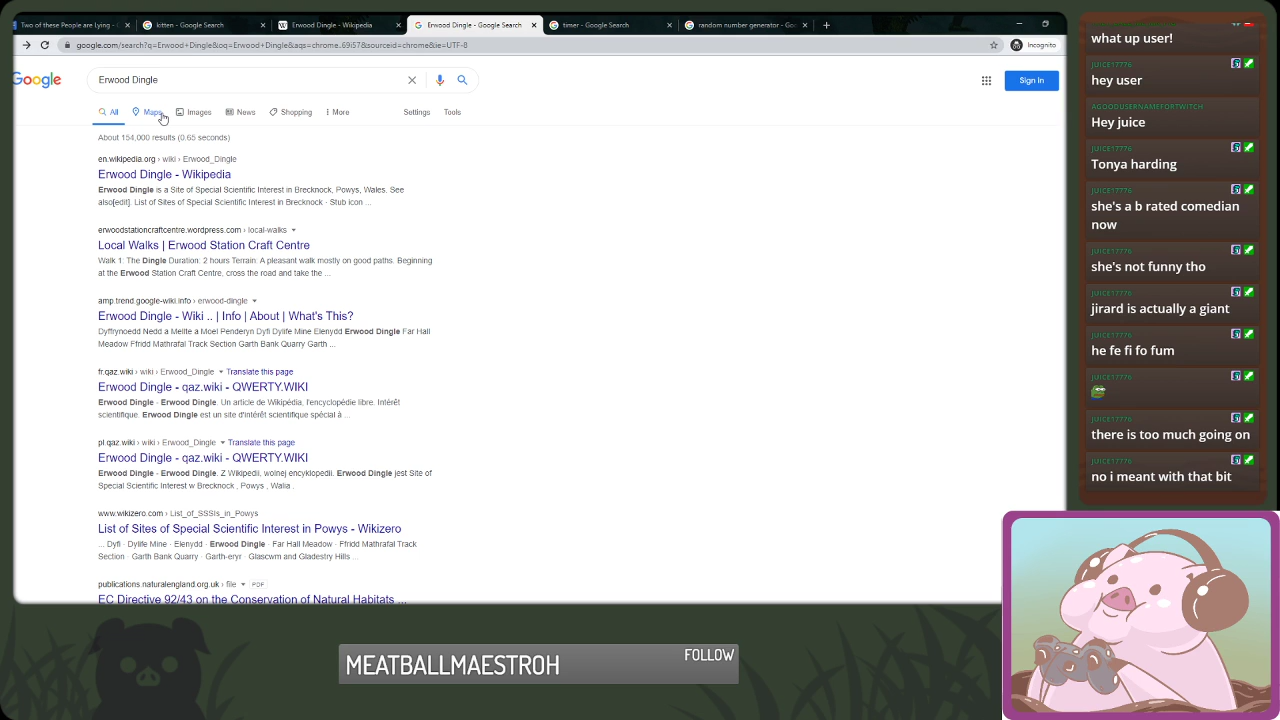 Two of these People are Lying -
kitten - Google Search
Erwood Dingle - Wikipedia
Erwood Dingle - Google Search
timer - Google Search
random number generator - Goo
google.com/search?q=Erwood+Dingle&oq=Erwood+Dingle&aqs=chrome..69i57&sourceid=chrome&ie=UTF-8
Incognito
Google
Erwood Dingle
Sign in
All Maps Images News Shopping More Settings Tools
About 154,000 results (0.65 seconds)
en.wikipedia.org › wiki › Erwood_Dingle
Erwood Dingle - Wikipedia
Erwood Dingle is a Site of Special Scientific Interest in Brecknock, Powys, Wales. See
also[edit]. List of Sites of Special Scientific Interest in Brecknock · Stub icon ...
erwoodstationcraftcentre.wordpress.com › local-walks
Local Walks | Erwood Station Craft Centre
Walk 1: The Dingle Duration: 2 hours Terrain: A pleasant walk mostly on good paths. Beginning
at the Erwood Station Craft Centre, cross the road and take the ...
amp.trend.google-wiki.info › erwood-dingle
Erwood Dingle - Wiki .. | Info | About | What's This?
Dyffrynoedd Nedd a Mellte a Moel Penderyn Dyfi Dylife Mine Elenydd Erwood Dingle Far Hall
Meadow Ffridd Mathrafal Track Section Garth Bank Quarry Garth ...
fr.qaz.wiki › wiki › Erwood_Dingle Translate this page
Erwood Dingle - qaz.wiki - QWERTY.WIKI
Erwood Dingle - Erwood Dingle. Un article de Wikipédia, l'encyclopédie libre. Intérêt
scientifique. Erwood Dingle est un site d'intérêt scientifique spécial à ...
pl.qaz.wiki › wiki › Erwood_Dingle Translate this page
Erwood Dingle - qaz.wiki - QWERTY.WIKI
Erwood Dingle - Erwood Dingle. Z Wikipedii, wolnej encyklopedii. Erwood Dingle jest Site of
Special Scientific Interest w Brecknock , Powys , Walia .
www.wikizero.com › List_of_SSSIs_in_Powys
List of Sites of Special Scientific Interest in Powys - Wikizero
... Dyfi · Dylife Mine · Elenydd · Erwood Dingle · Far Hall Meadow · Ffridd Mathrafal Track
Section · Garth Bank Quarry · Garth-eryr · Glascwm and Gladestry Hills ...
publications.naturalengland.org.uk › file PDF
EC Directive 92/43 on the Conservation of Natural Habitats ...
what up user!
JUICE17776
hey user
AGOODUSERNAMEFORTWITCH
Hey juice
JUICE17776
Tonya harding
JUICE17776
she's a b rated comedian
now
JUICE17776
she's not funny tho
JUICE17776
jirard is actually a giant
JUICE17776
he fe fi fo fum
JUICE17776
JUICE17776
there is too much going on
JUICE17776
no i meant with that bit
MEATBALLMAESTROH
FOLLOW